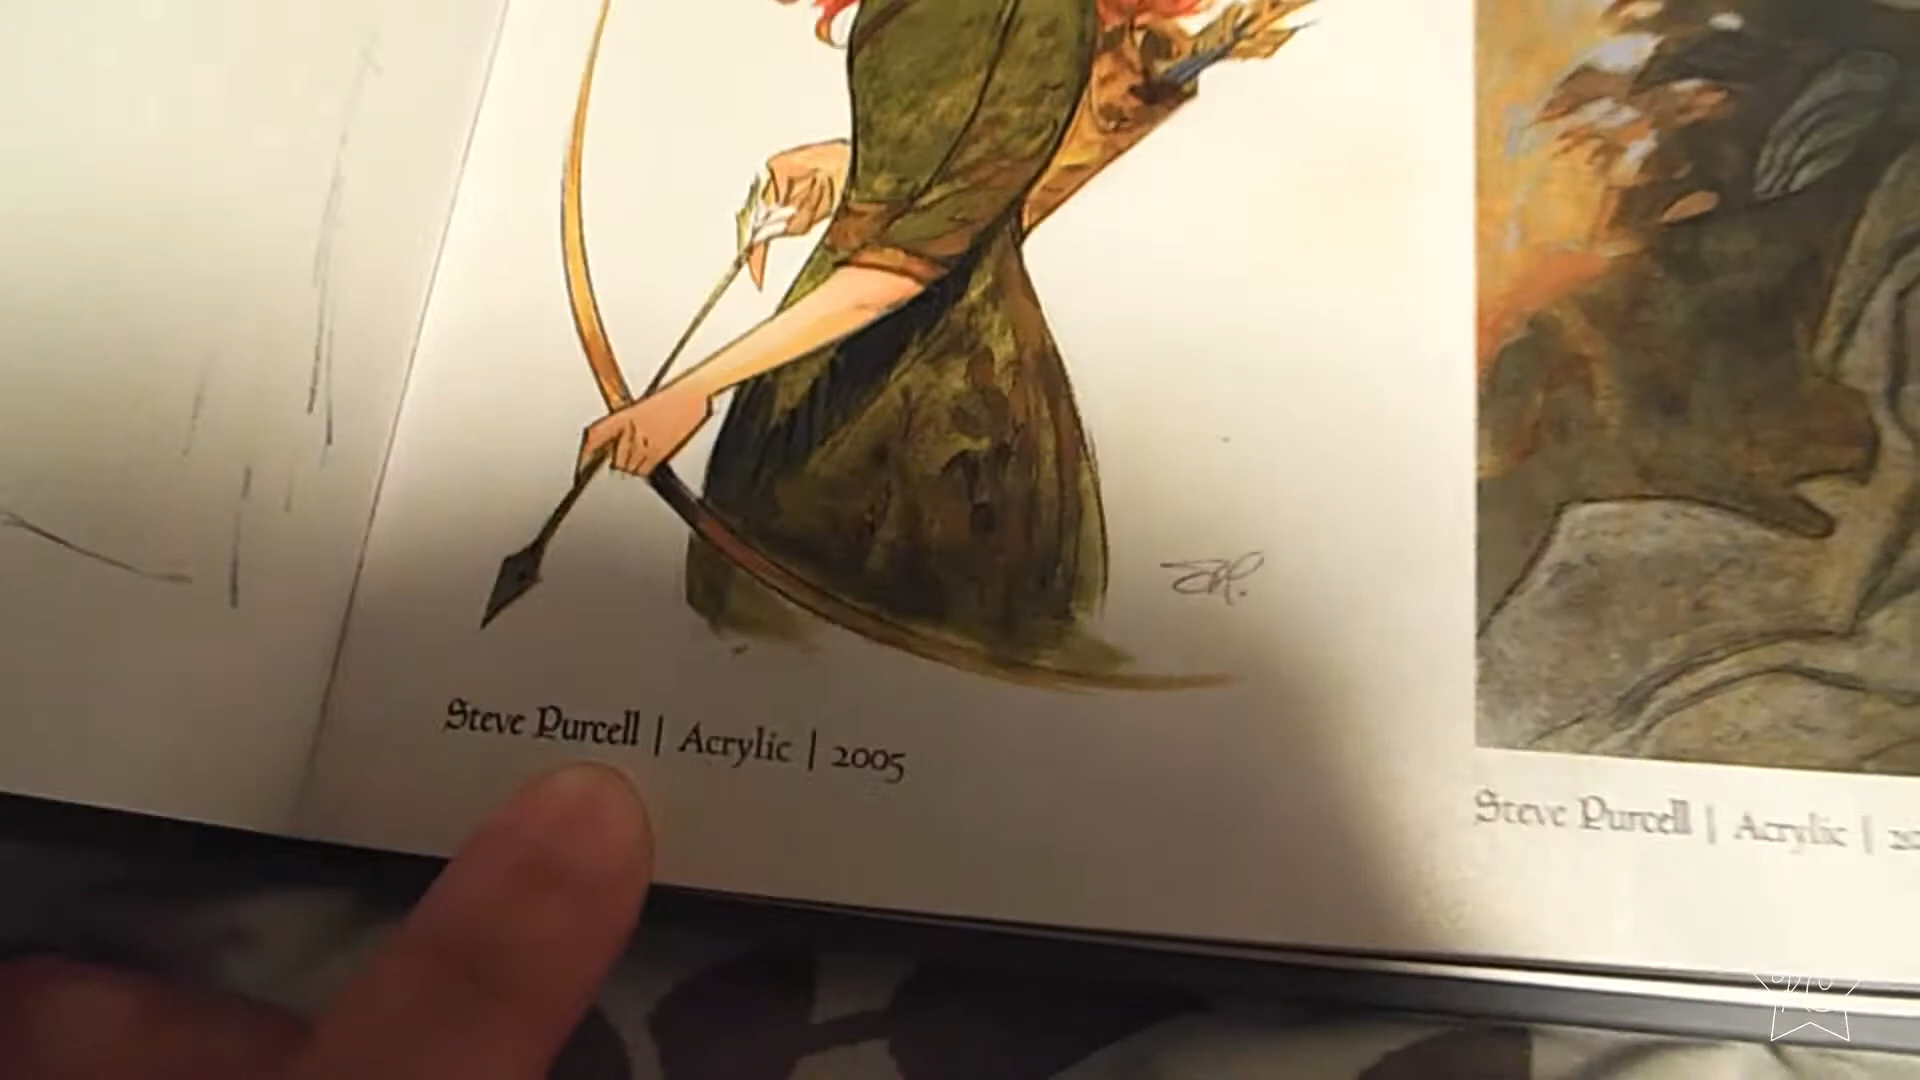 Steve Purcell | Acrylic | 2005
Steve Purcell | Acrylic |